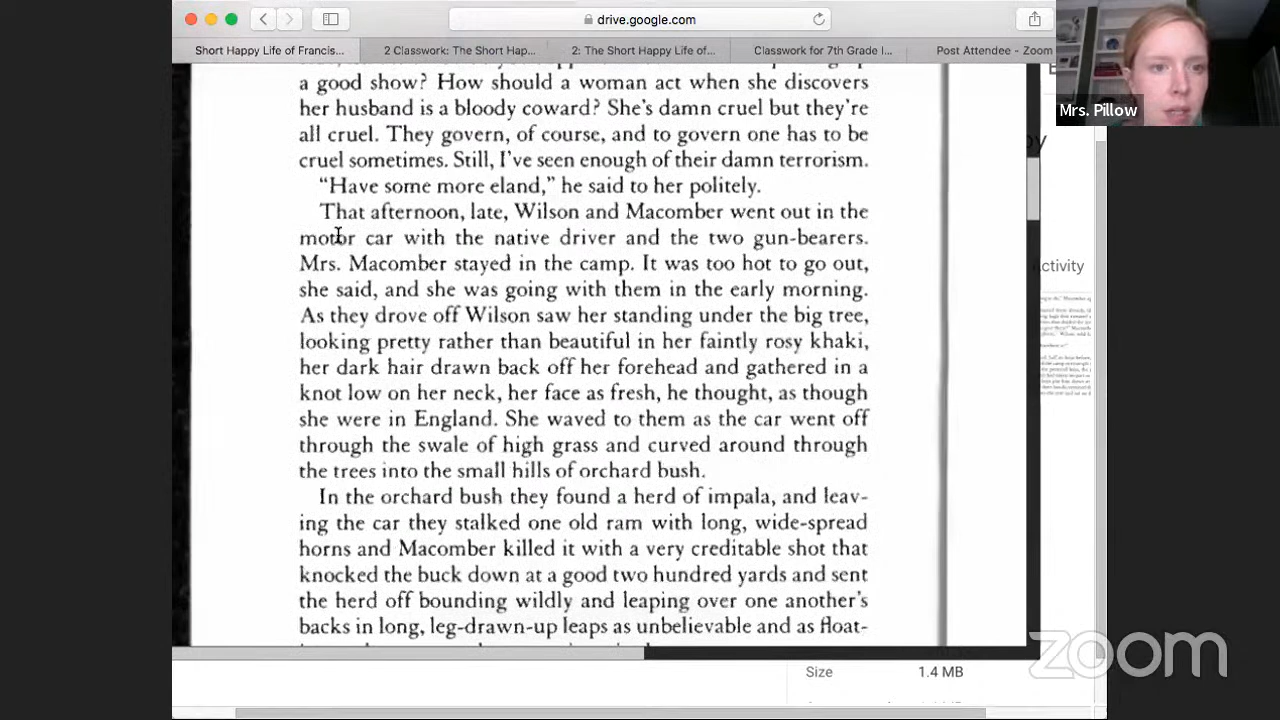 drive.google.com
Short Happy Life of Francis...
2 Classwork: The Short Hap...
2: The Short Happy Life of...
Classwork for 7th Grade I...
Post Attendee - Zoom
Mrs. Pillow
a good show? How should a woman act when she discovers
her husband is a bloody coward? She's damn cruel but they're
all cruel. They govern, of course, and to govern one has to be
cruel sometimes. Still, I've seen enough of their damn terrorism.
"Have some more eland," he said to her politely.
That afternoon, late, Wilson and Macomber went out in the
motor car with the native driver and the two gun-bearers.
Mrs. Macomber stayed in the camp. It was too hot to go out,
she said, and she was going with them in the early morning.
As they drove off Wilson saw her standing under the big tree,
looking pretty rather than beautiful in her faintly rosy khaki,
her dark hair drawn back off her forehead and gathered in a
knot low on her neck, her face as fresh, he thought, as though
she were in England. She waved to them as the car went off
through the swale of high grass and curved around through
the trees into the small hills of orchard bush.
In the orchard bush they found a herd of impala, and leav-
ing the car they stalked one old ram with long, wide-spread
horns and Macomber killed it with a very creditable shot that
knocked the buck down at a good two hundred yards and sent
the herd off bounding wildly and leaping over one another's
backs in long, leg-drawn-up leaps as unbelievable and as float-
ctivity
Size 1.4 MB
zoom